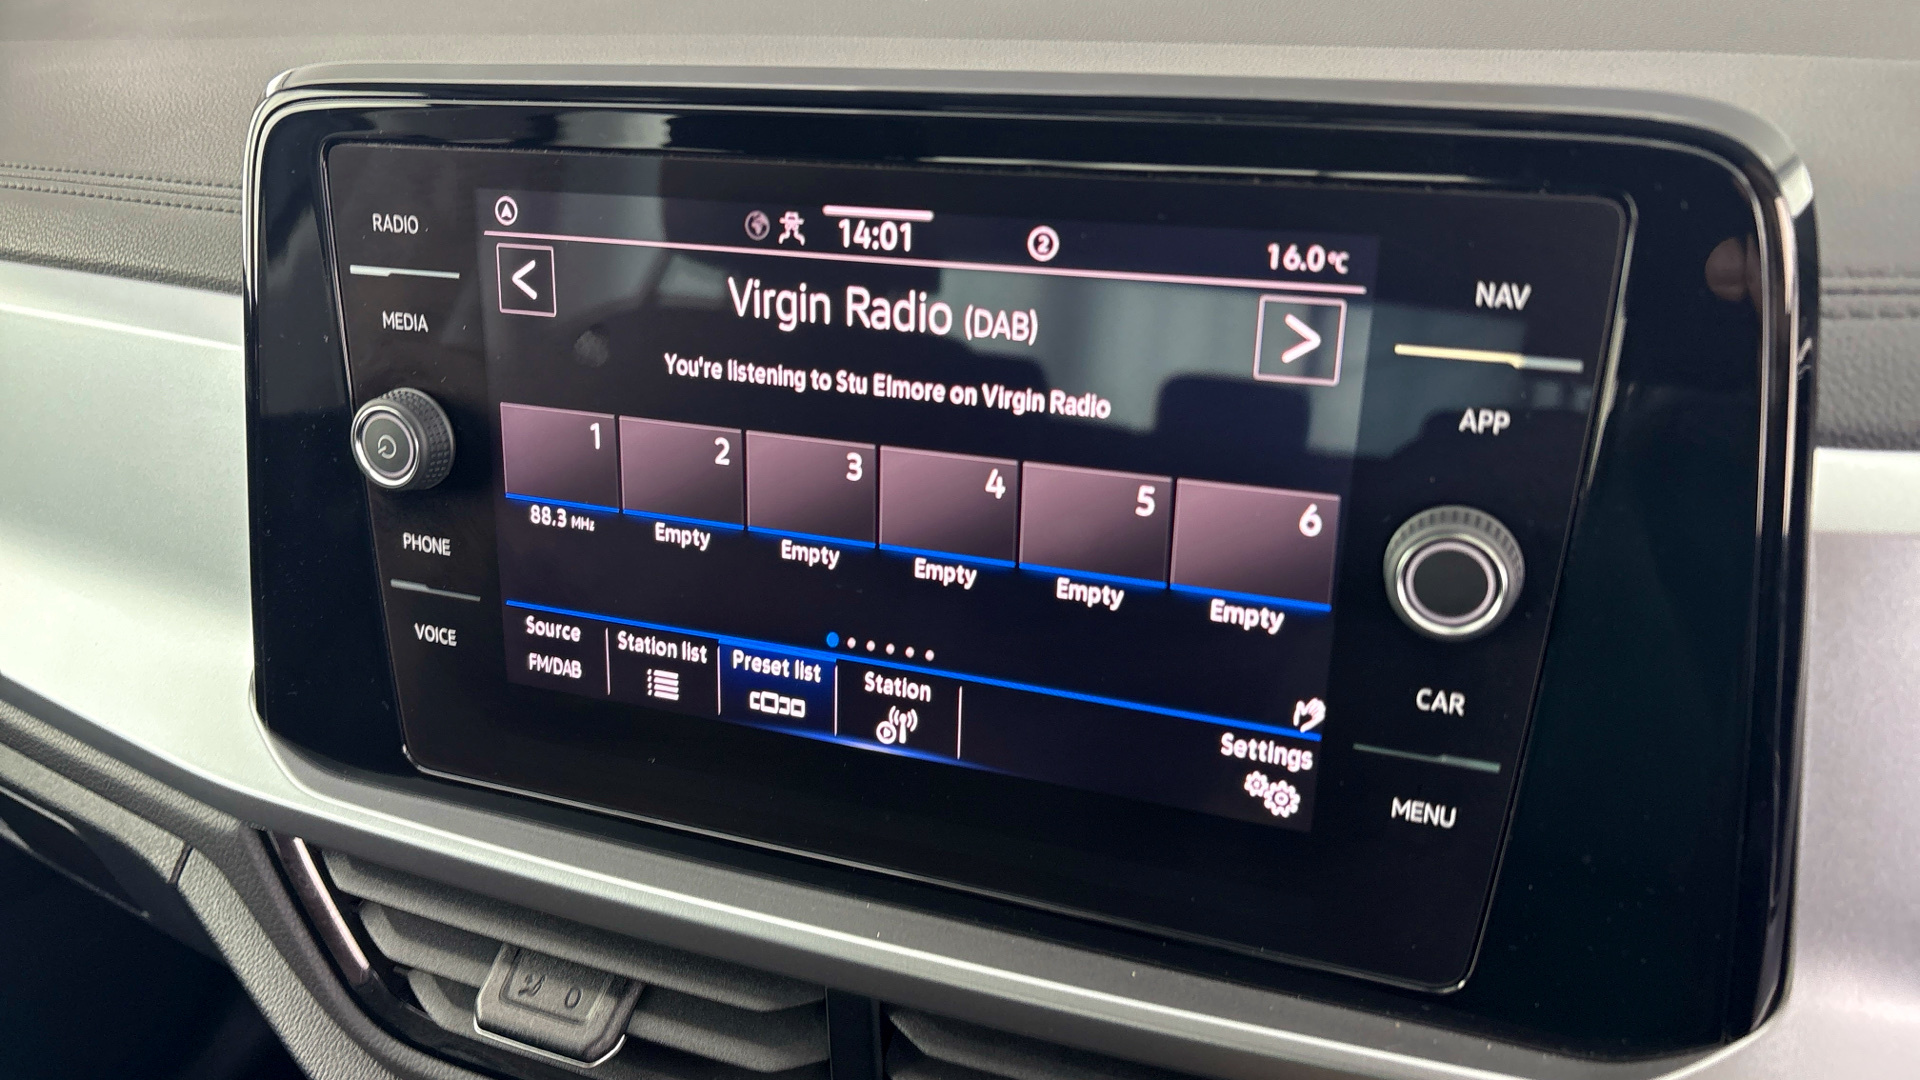 RADIO
MEDIA
PHONE
VOICE
14:01
2
16.0°C
Virgin Radio (DAB)
You're listening to Stu Elmore on Virgin Radio
1
2
3
4
5
6
88.3 MHz
Empty
Empty
Empty
Empty
Empty
Source
FM/DAB
Station list
Preset list
Station
Settings
NAV
APP
CAR
MENU
0